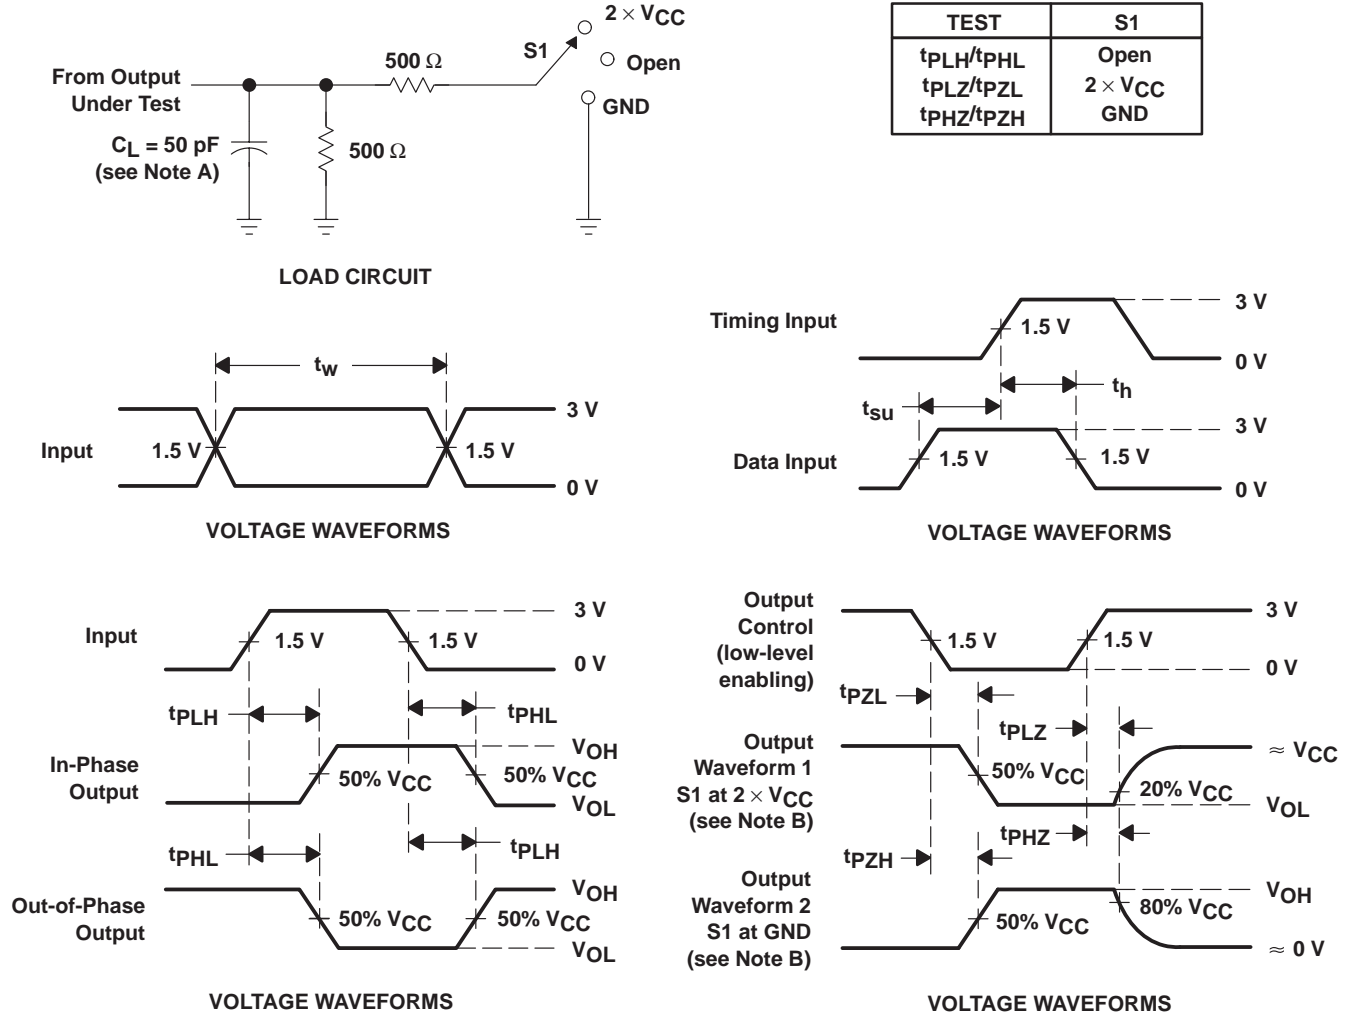 2 × VCC
S1
Open
GND
500 Ω
From Output
Under Test
CL = 50 pF
(see Note A)
500 Ω
LOAD CIRCUIT
TEST S1
tPLH/tPHL Open
tPLZ/tPZL 2 × VCC
tPHZ/tPZH GND
tw
3 V
Input
1.5 V
1.5 V
0 V
VOLTAGE WAVEFORMS
Timing Input
3 V
1.5 V
0 V
th
tsu
3 V
Data Input
1.5 V
1.5 V
0 V
VOLTAGE WAVEFORMS
Input
3 V
1.5 V
1.5 V
0 V
tPLH
tPHL
In-Phase
Output
VOH
50% VCC
50% VCC
VOL
tPHL
tPLH
Out-of-Phase
Output
VOH
50% VCC
50% VCC
VOL
VOLTAGE WAVEFORMS
Output
Control
(low-level
enabling)
3 V
1.5 V
1.5 V
0 V
tPZL
tPLZ
Output
Waveform 1
S1 at 2 × VCC
(see Note B)
≈ VCC
50% VCC
20% VCC
VOL
tPHZ
tPZH
Output
Waveform 2
S1 at GND
(see Note B)
VOH
50% VCC
80% VCC
≈ 0 V
VOLTAGE WAVEFORMS